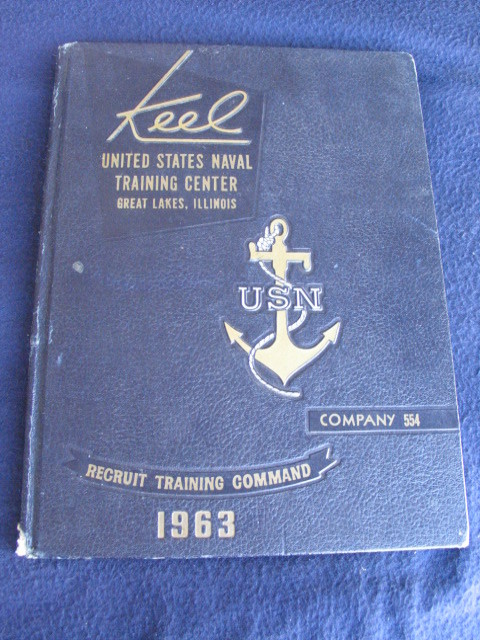 Keel
UNITED STATES NAVAL
TRAINING CENTER
GREAT LAKES, ILLINOIS
USN
COMPANY 554
RECRUIT TRAINING COMMAND
1963